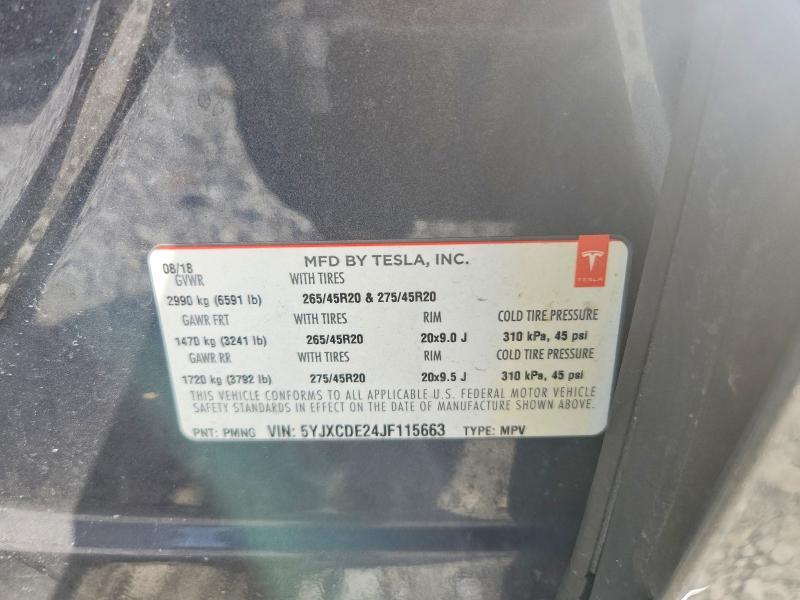 MFD BY TESLA, INC.
TESLA
08/18
GVWR WITH TIRES
2990 kg (6591 lb) 265/45R20 & 275/45R20
GAWR FRT WITH TIRES RIM COLD TIRE PRESSURE
1470 kg (3241 lb) 265/45R20 20x9.0 J 310 kPa, 45 psi
GAWR RR WITH TIRES RIM COLD TIRE PRESSURE
1720 kg (3792 lb) 275/45R20 20x9.5 J 310 kPa, 45 psi
THIS VEHICLE CONFORMS TO ALL APPLICABLE U.S. FEDERAL MOTOR VEHICLE
SAFETY STANDARDS IN EFFECT ON THE DATE OF MANUFACTURE SHOWN ABOVE.
PNT: PMNG VIN: 5YJXCDE24JF115663 TYPE: MPV